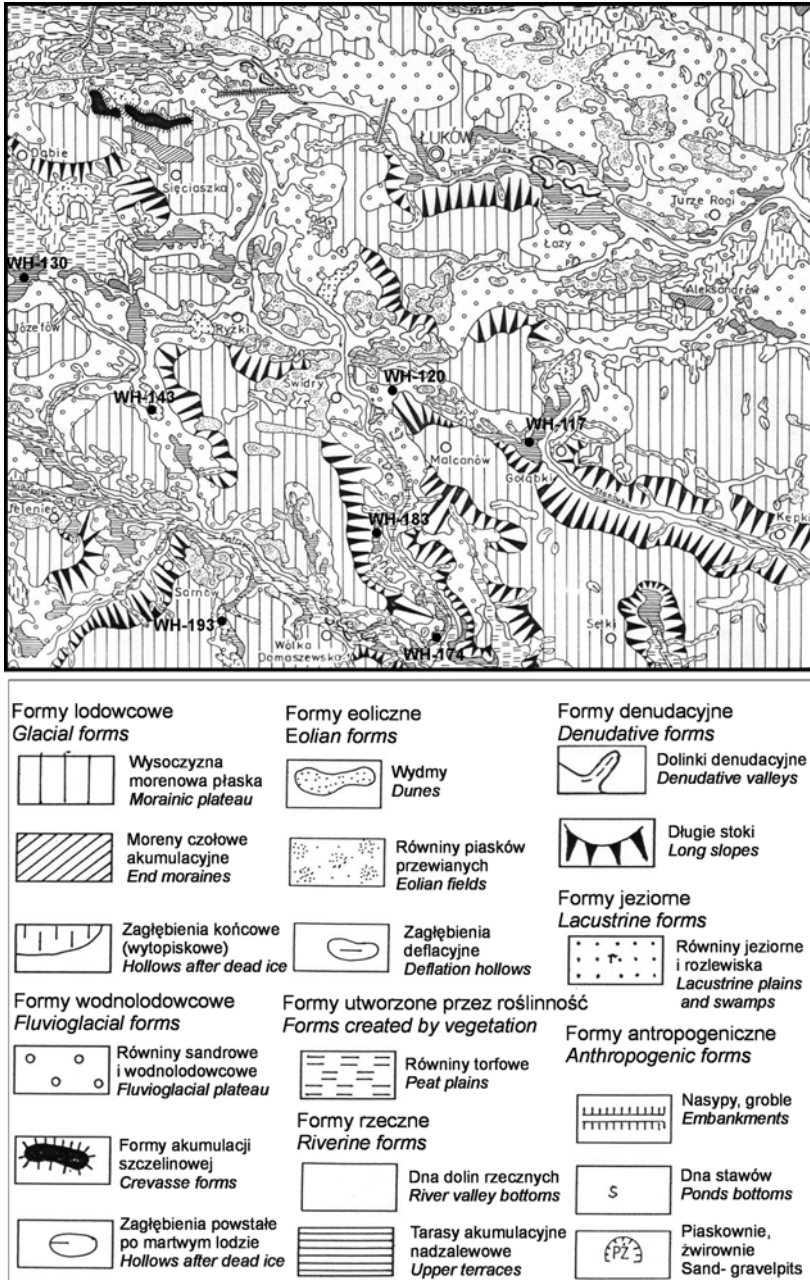 ŁUKÓW
Dąbie
Sięciaszka
Turze Rogi
Łazy
WH-130
Aleksandrów
Józefów
Ryżki
WH-120
Świdry
WH-143
WH-117
Malcanów
Gołąbki
Jeleniec
WH-183
Kępki
Sarnów
WH-193
Wólka
Domaszewska
WH-174
Sętki
Formy lodowcowe
Glacial forms
Wysoczyzna
morenowa płaska
Morainic plateau
Moreny czołowe
akumulacyjne
End moraines
Zagłębienia końcowe
(wytopiskowe)
Hollows after dead ice
Formy wodnolodowcowe
Fluvioglacial forms
Równiny sandrowe
i wodnolodowcowe
Fluvioglacial plateau
Formy akumulacji
szczelinowej
Crevasse forms
Zagłębienia powstałe
po martwym lodzie
Hollows after dead ice
Formy eoliczne
Eolian forms
Wydmy
Dunes
Równiny piasków
przewianych
Eolian fields
Zagłębienia
deflacyjne
Deflation hollows
Formy utworzone przez roślinność
Forms created by vegetation
Równiny torfowe
Peat plains
Formy rzeczne
Riverine forms
Dna dolin rzecznych
River valley bottoms
Tarasy akumulacyjne
nadzalewowe
Upper terraces
Formy denudacyjne
Denudative forms
Dolinki denudacyjne
Denudative valleys
Długie stoki
Long slopes
Formy jeziorne
Lacustrine forms
Równiny jeziorne
i rozlewiska
Lacustrine plains
and swamps
Formy antropogeniczne
Anthropogenic forms
Nasypy, groble
Embankments
S
Dna stawów
Ponds bottoms
PŻ
Piaskownie,
żwirownie
Sand- gravelpits